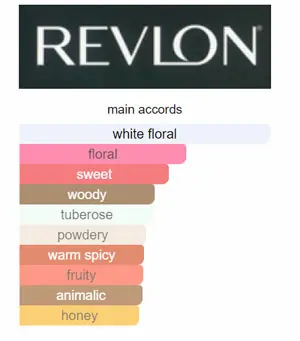 REVLON®
main accords
white floral
floral
sweet
woody
tuberose
powdery
warm spicy
fruity
animalic
honey